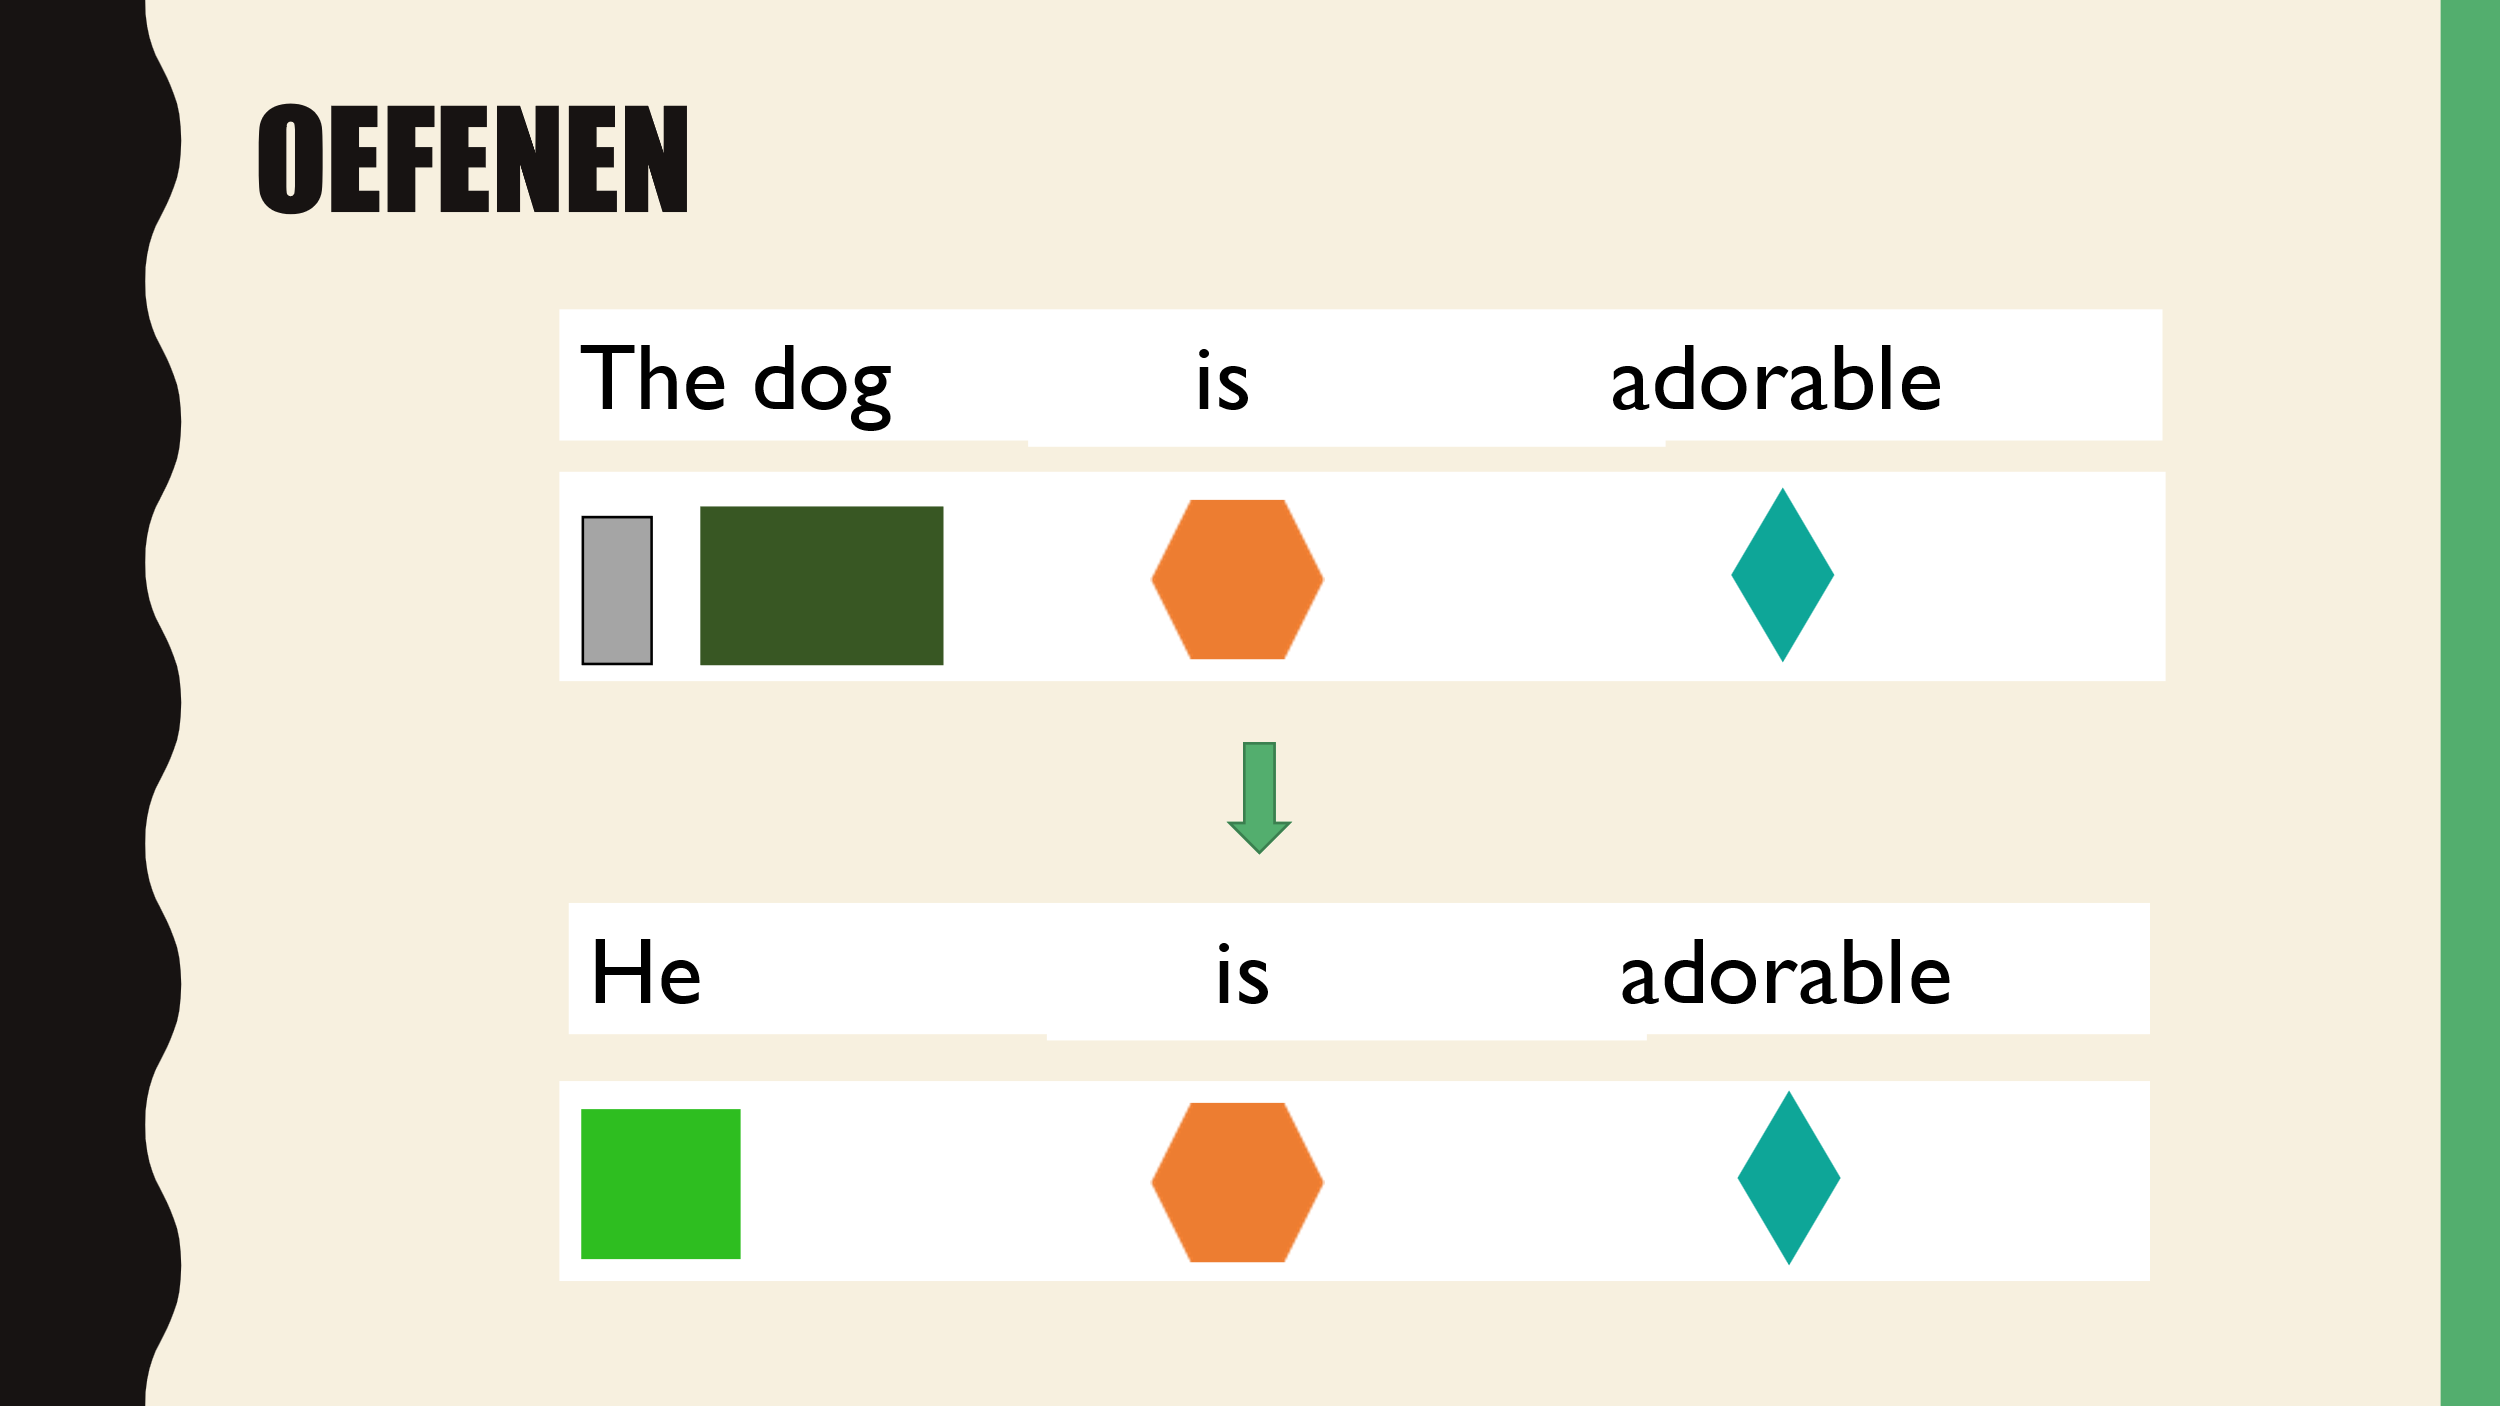 OEFENEN
The dog is adorable
He is adorable